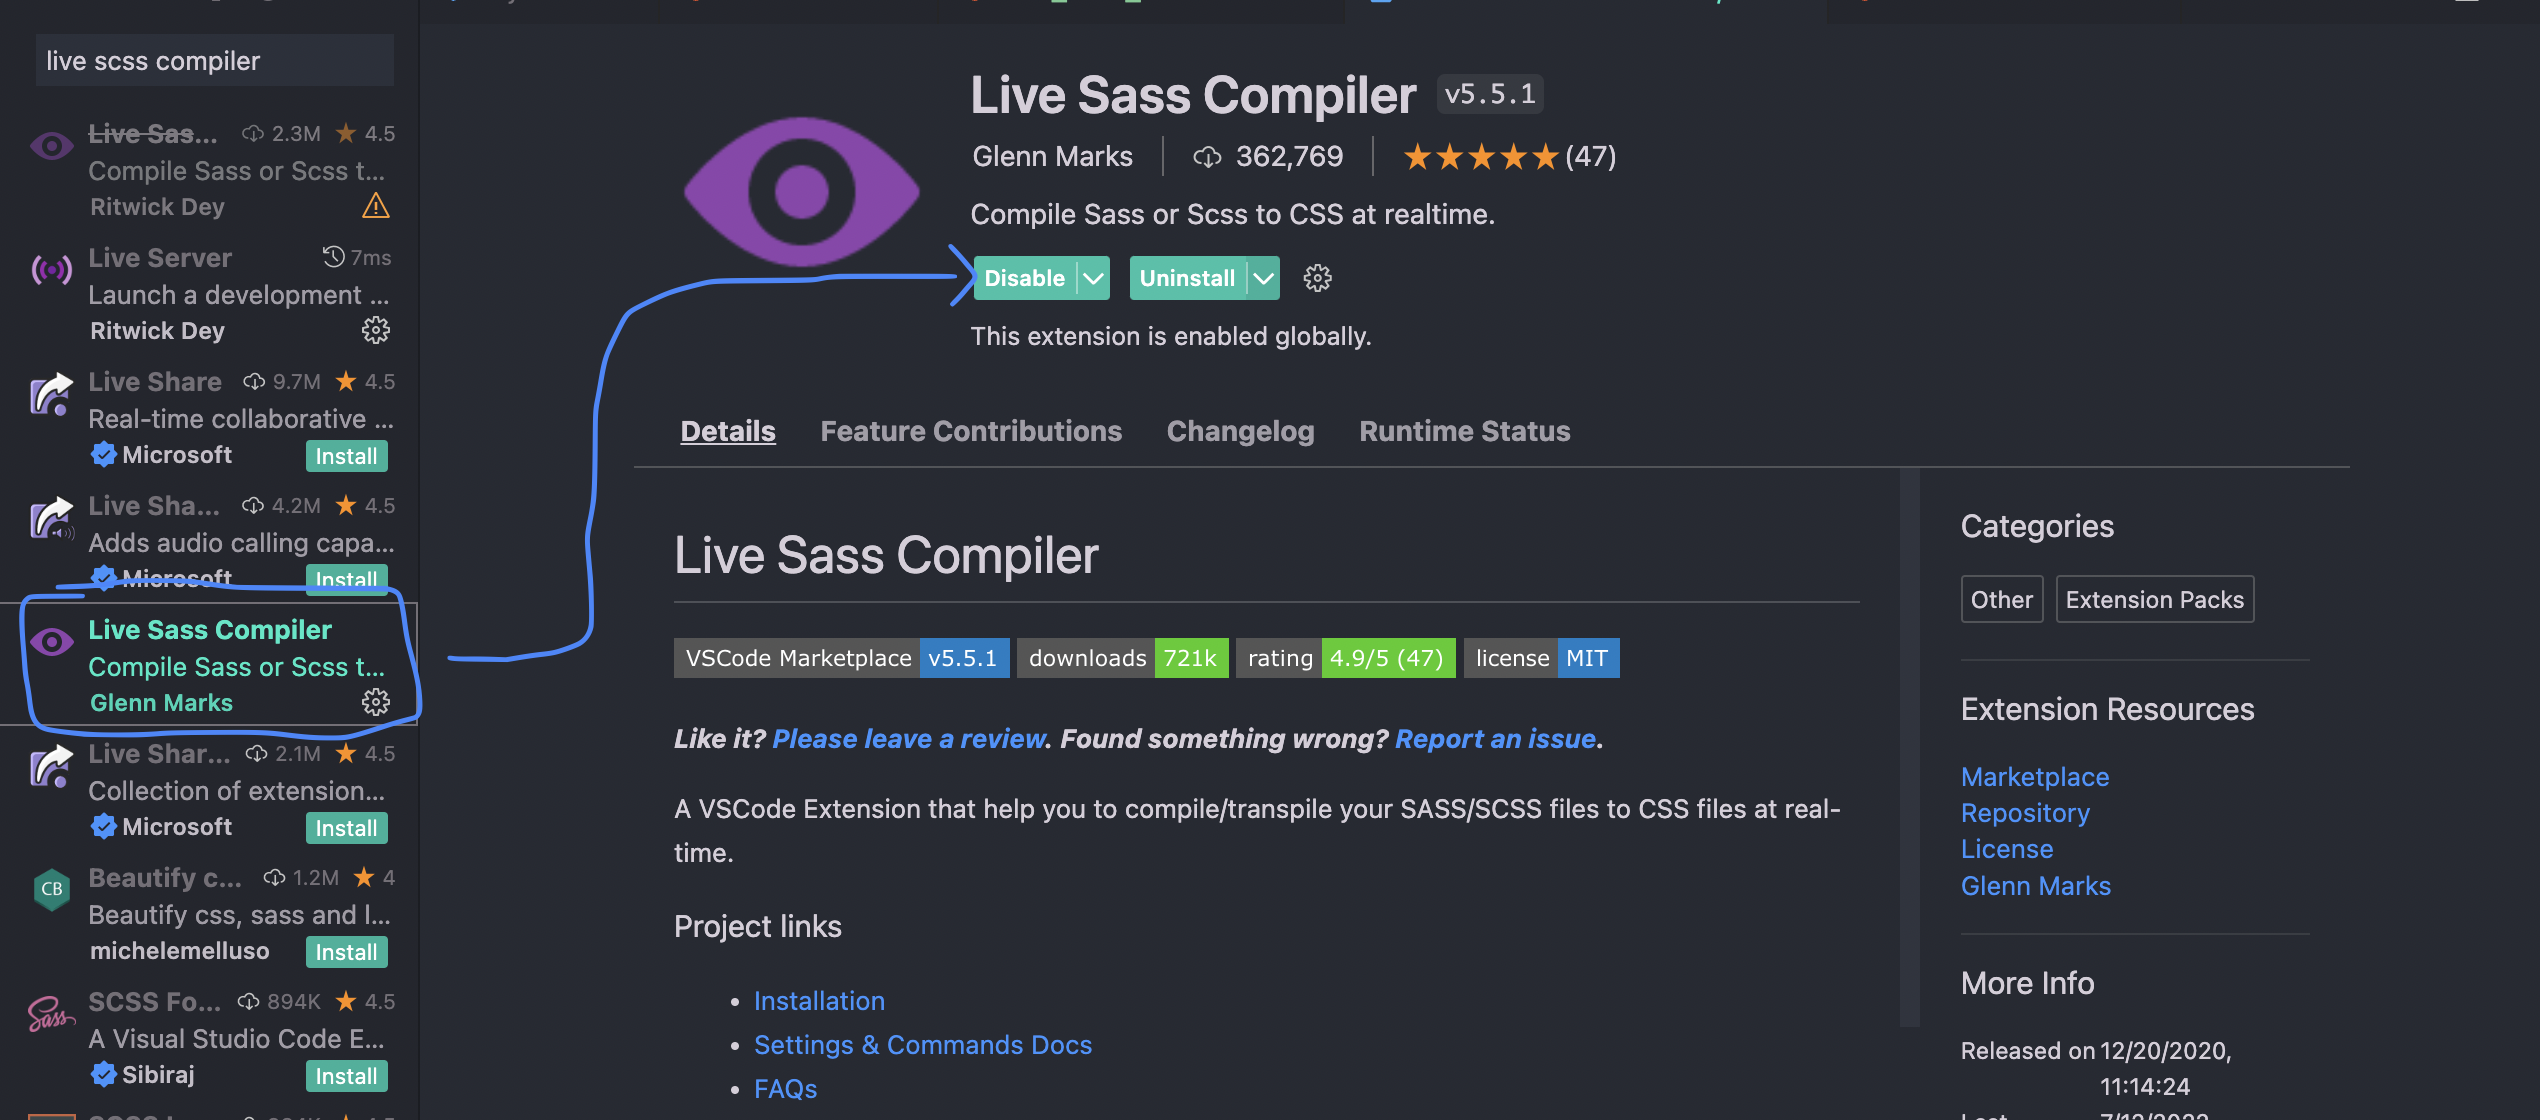 live scss compiler
Live Sas... 2.3M 4.5
Compile Sass or Scss t...
Ritwick Dey
Live Server 7ms
Launch a development ...
Ritwick Dey
Live Share 9.7M 4.5
Real-time collaborative ...
Microsoft Install
Live Sha... 4.2M 4.5
Adds audio calling capa...
Microsoft Install
Live Sass Compiler
Compile Sass or Scss t...
Glenn Marks
Live Shar... 2.1M 4.5
Collection of extension...
Microsoft Install
CB
Beautify c... 1.2M 4
Beautify css, sass and l...
michelemelluso Install
Sass
SCSS Fo... 894K 4.5
A Visual Studio Code E...
Sibiraj Install
Live Sass Compiler v5.5.1
Glenn Marks 362,769 (47)
Compile Sass or Scss to CSS at realtime.
Disable Uninstall
This extension is enabled globally.
Details Feature Contributions Changelog Runtime Status
Live Sass Compiler
VSCode Marketplace v5.5.1 downloads 721k rating 4.9/5 (47) license MIT
Like it? Please leave a review. Found something wrong? Report an issue.
A VSCode Extension that help you to compile/transpile your SASS/SCSS files to CSS files at real-
time.
Project links
• Installation
• Settings & Commands Docs
• FAQs
Categories
Other Extension Packs
Extension Resources
Marketplace
Repository
License
Glenn Marks
More Info
Released on 12/20/2020,
11:14:24